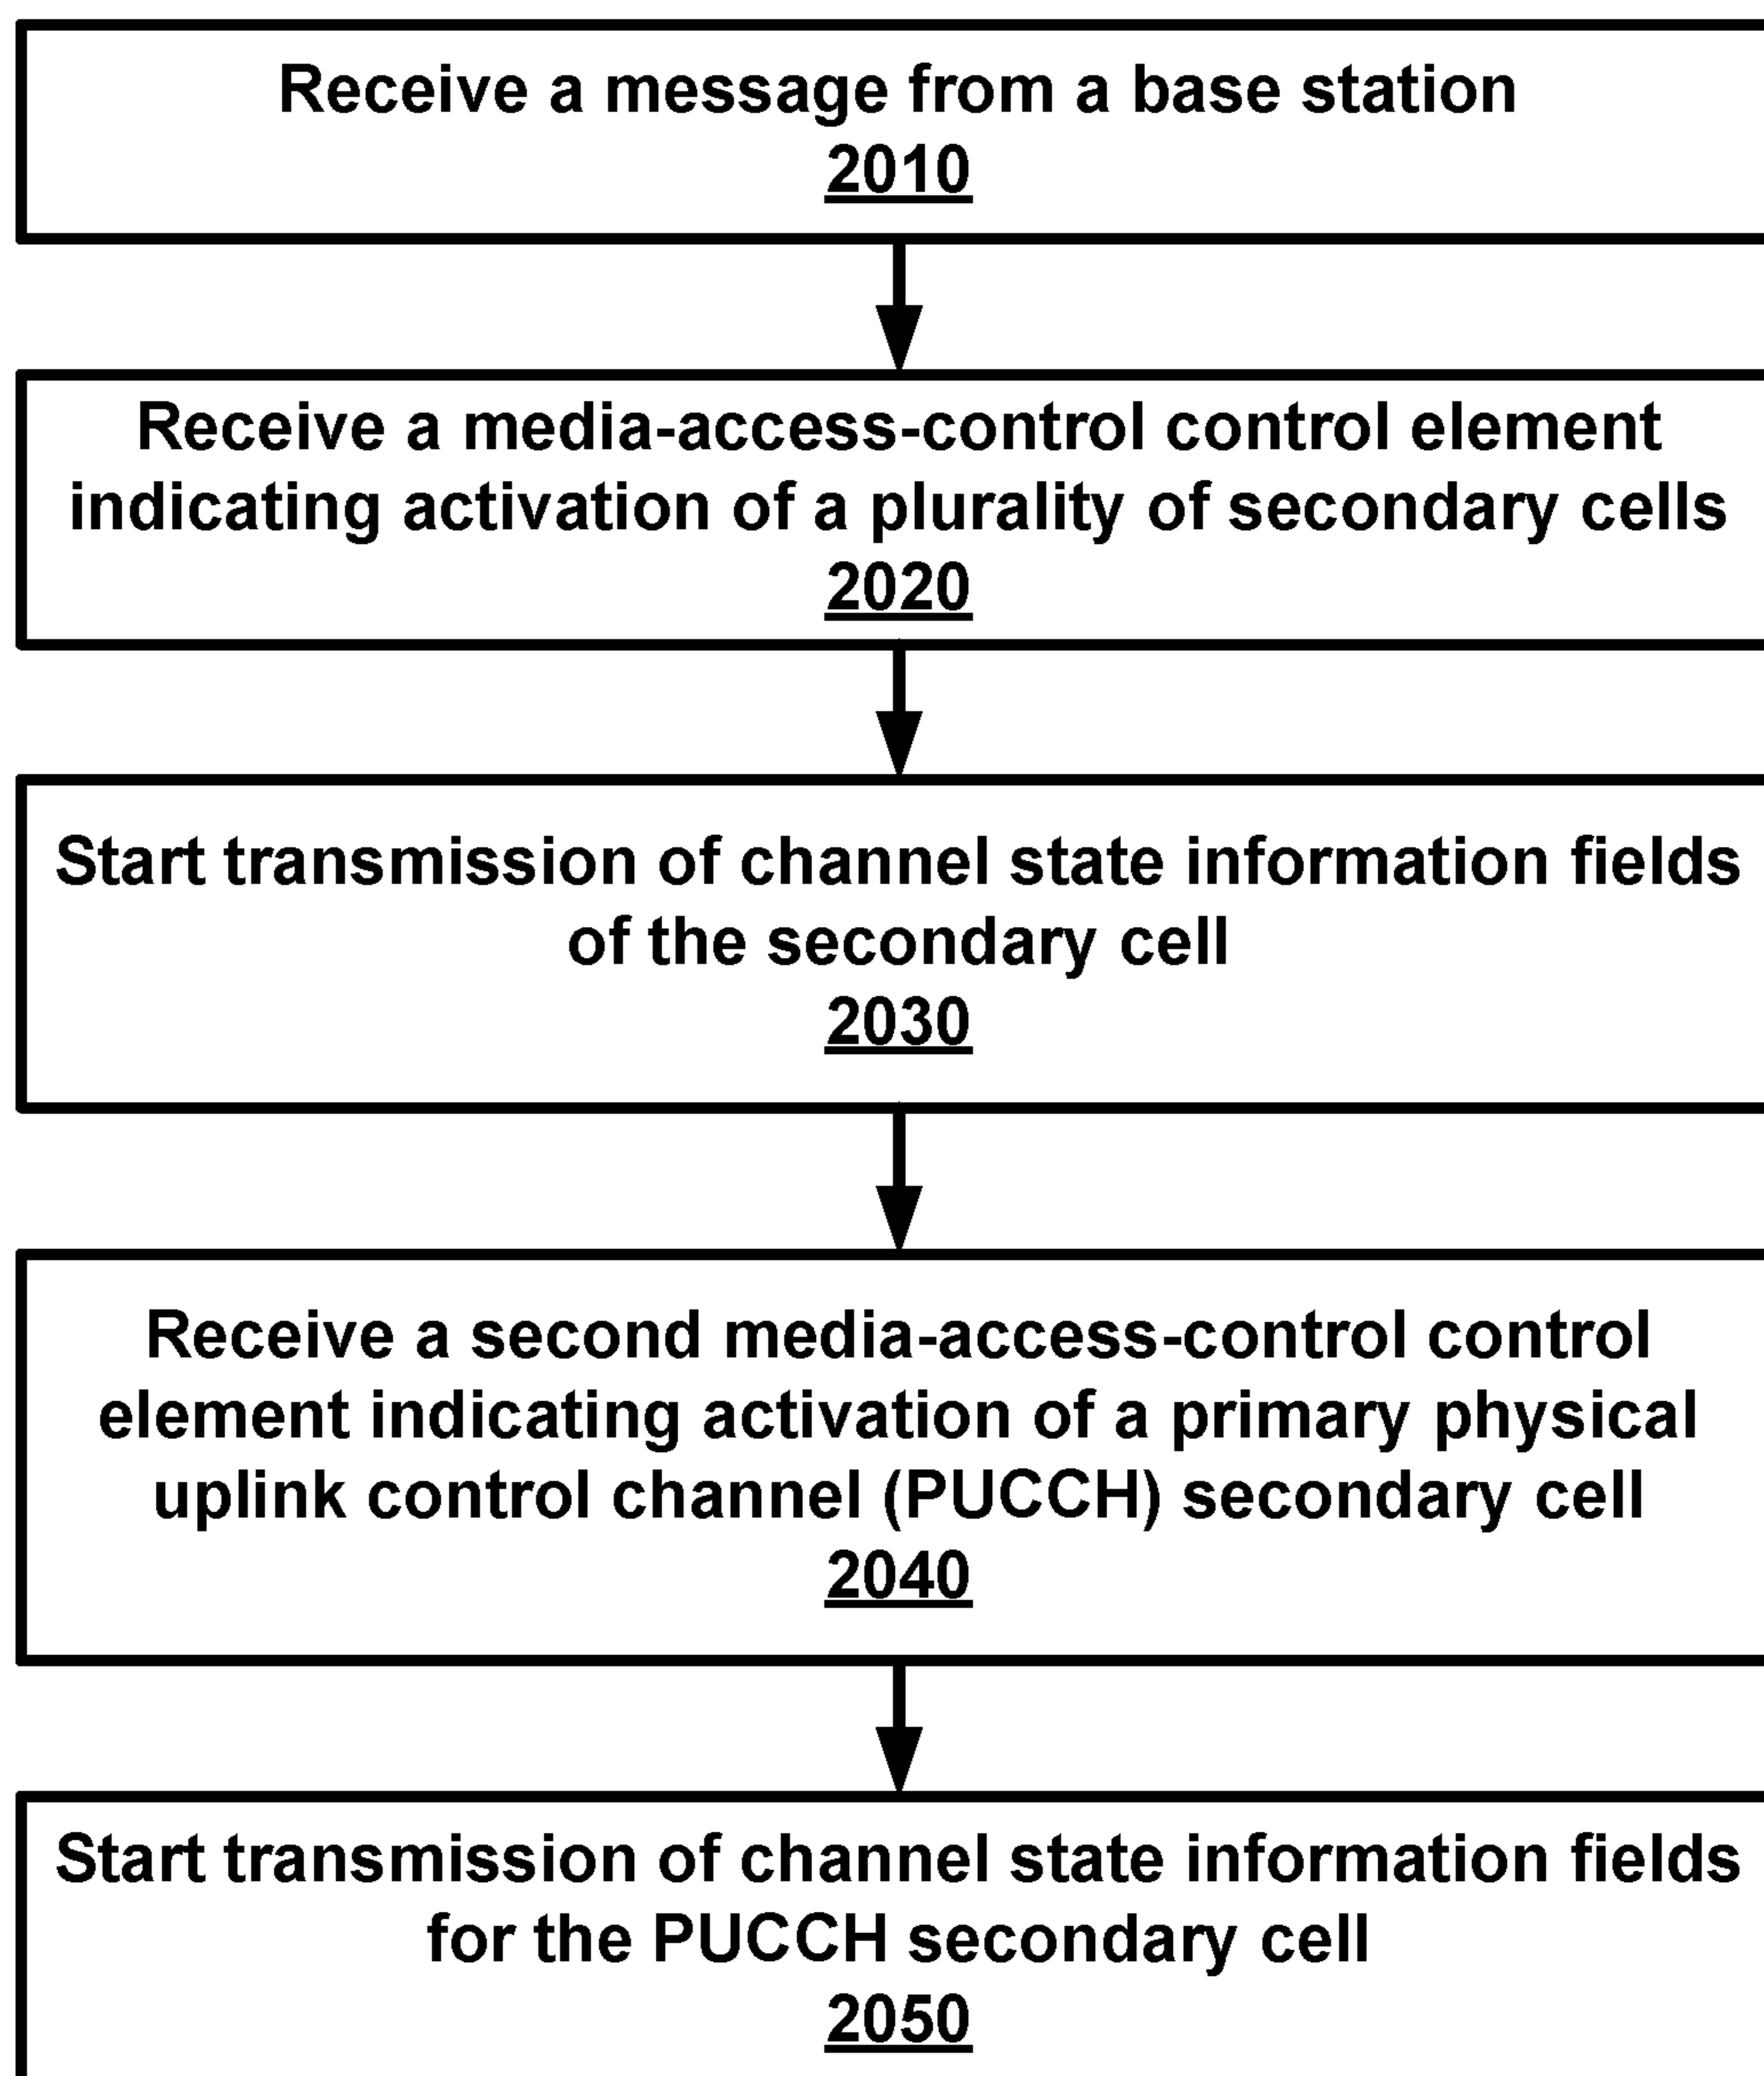 Receive a message from a base station
2010
Receive a media-access-control control element
indicating activation of a plurality of secondary cells
2020
Start transmission of channel state information fields
of the secondary cell
2030
Receive a second media-access-control control
element indicating activation of a primary physical
uplink control channel (PUCCH) secondary cell
2040
Start transmission of channel state information fields
for the PUCCH secondary cell
2050